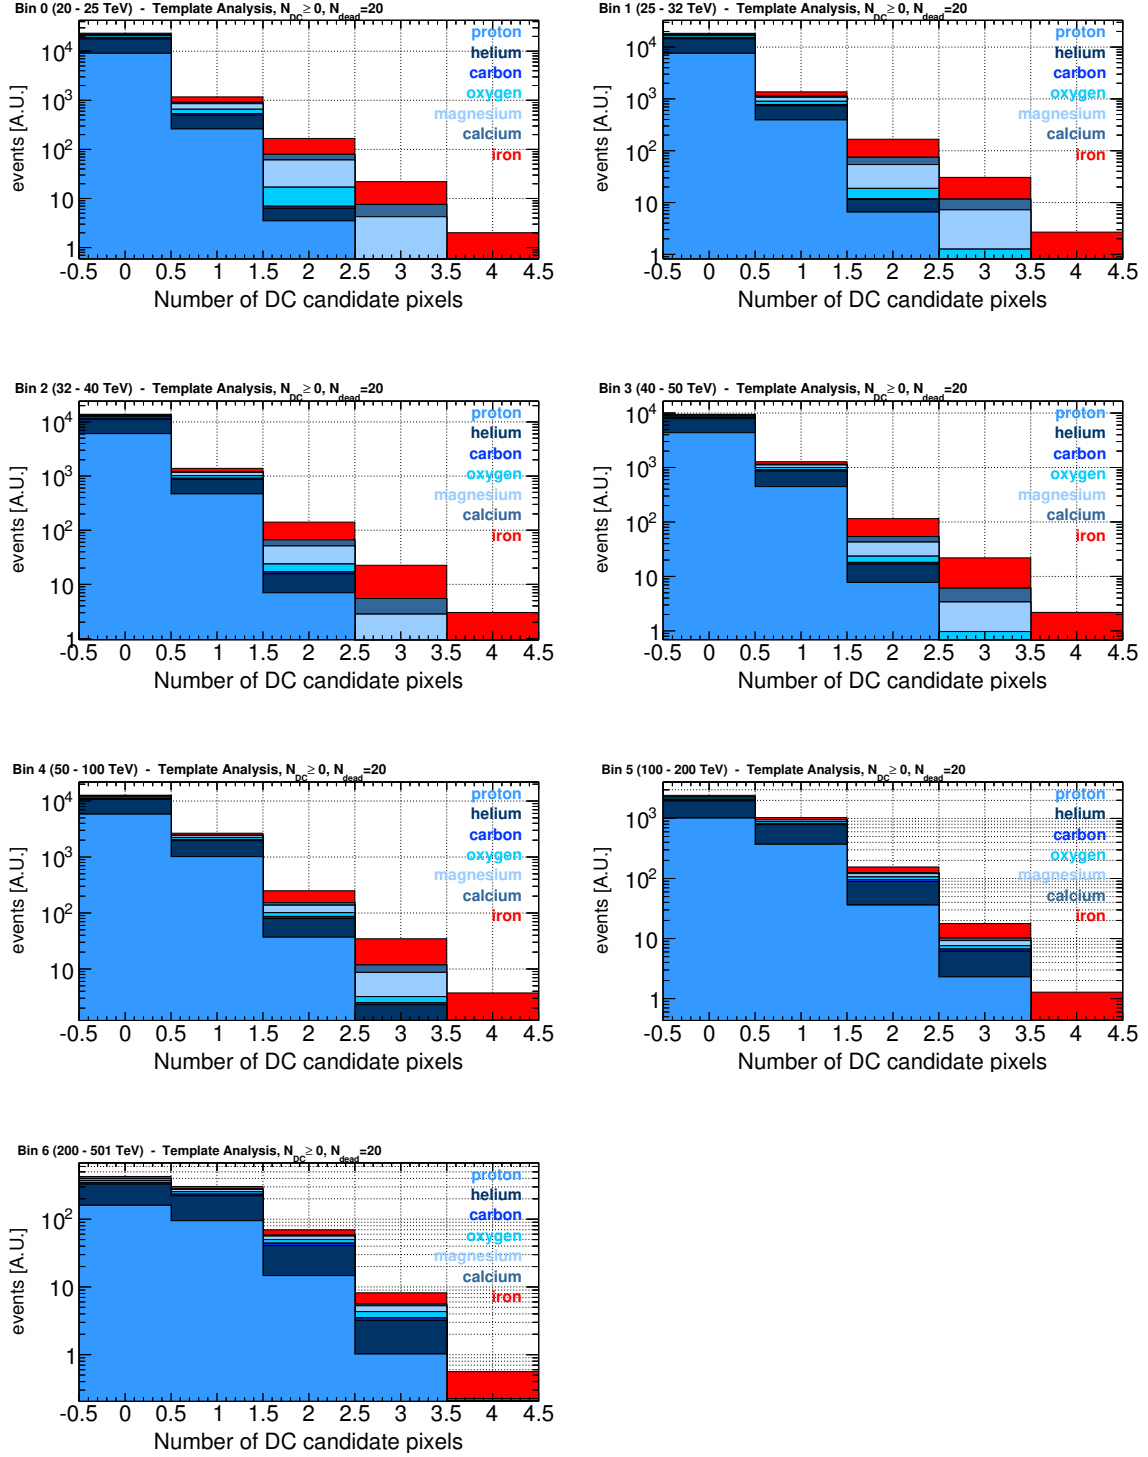 Bin 0 (20 - 25 TeV) - Template Analysis, N_DC ≥ 0, N_dead=20
proton
helium
carbon
oxygen
magnesium
calcium
iron
events [A.U.]
10^4
10^3
10^2
10
1
-0.5 0 0.5 1 1.5 2 2.5 3 3.5 4 4.5
Number of DC candidate pixels
Bin 1 (25 - 32 TeV) - Template Analysis, N_DC ≥ 0, N_dead=20
proton
helium
carbon
oxygen
magnesium
calcium
iron
events [A.U.]
10^4
10^3
10^2
10
1
-0.5 0 0.5 1 1.5 2 2.5 3 3.5 4 4.5
Number of DC candidate pixels
Bin 2 (32 - 40 TeV) - Template Analysis, N_DC ≥ 0, N_dead=20
proton
helium
carbon
oxygen
magnesium
calcium
iron
events [A.U.]
10^4
10^3
10^2
10
1
-0.5 0 0.5 1 1.5 2 2.5 3 3.5 4 4.5
Number of DC candidate pixels
Bin 3 (40 - 50 TeV) - Template Analysis, N_DC ≥ 0, N_dead=20
proton
helium
carbon
oxygen
magnesium
calcium
iron
events [A.U.]
10^4
10^3
10^2
10
1
-0.5 0 0.5 1 1.5 2 2.5 3 3.5 4 4.5
Number of DC candidate pixels
Bin 4 (50 - 100 TeV) - Template Analysis, N_DC ≥ 0, N_dead=20
proton
helium
carbon
oxygen
magnesium
calcium
iron
events [A.U.]
10^4
10^3
10^2
10
-0.5 0 0.5 1 1.5 2 2.5 3 3.5 4 4.5
Number of DC candidate pixels
Bin 5 (100 - 200 TeV) - Template Analysis, N_DC ≥ 0, N_dead=20
proton
helium
carbon
oxygen
magnesium
calcium
iron
events [A.U.]
10^3
10^2
10
1
-0.5 0 0.5 1 1.5 2 2.5 3 3.5 4 4.5
Number of DC candidate pixels
Bin 6 (200 - 501 TeV) - Template Analysis, N_DC ≥ 0, N_dead=20
proton
helium
carbon
oxygen
magnesium
calcium
iron
events [A.U.]
10^2
10
1
-0.5 0 0.5 1 1.5 2 2.5 3 3.5 4 4.5
Number of DC candidate pixels